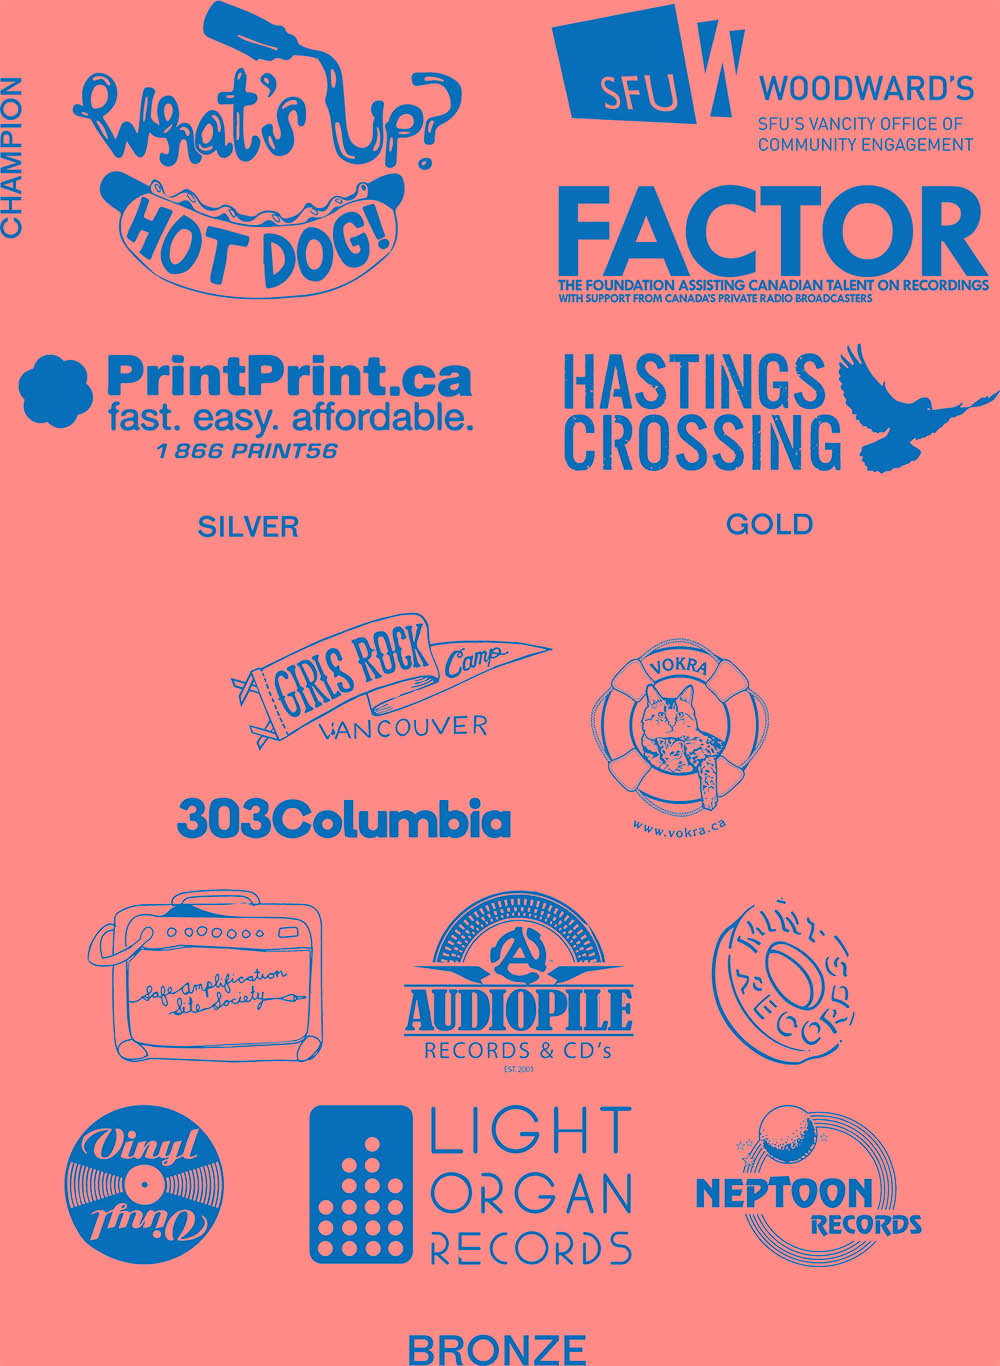 CHAMPION
What's Up?
HOT DOG!
SFU W
WOODWARD'S
SFU'S VANCITY OFFICE OF
COMMUNITY ENGAGEMENT
FACTOR
THE FOUNDATION ASSISTING CANADIAN TALENT ON RECORDINGS
WITH SUPPORT FROM CANADA'S PRIVATE RADIO BROADCASTERS
PrintPrint.ca
fast. easy. affordable.
1 866 PRINT56
HASTINGS
CROSSING
SILVER
GOLD
GIRLS ROCK
Camp
VANCOUVER
VOKRA
www.vokra.ca
303Columbia
Safe Amplification
Site Society
A
AUDIOPILE
RECORDS & CD's
EST.2001
MINT
RECORDS
Vinyl
Vinyl
LIGHT
ORGAN
RECORDS
NEPTOON
RECORDS
BRONZE